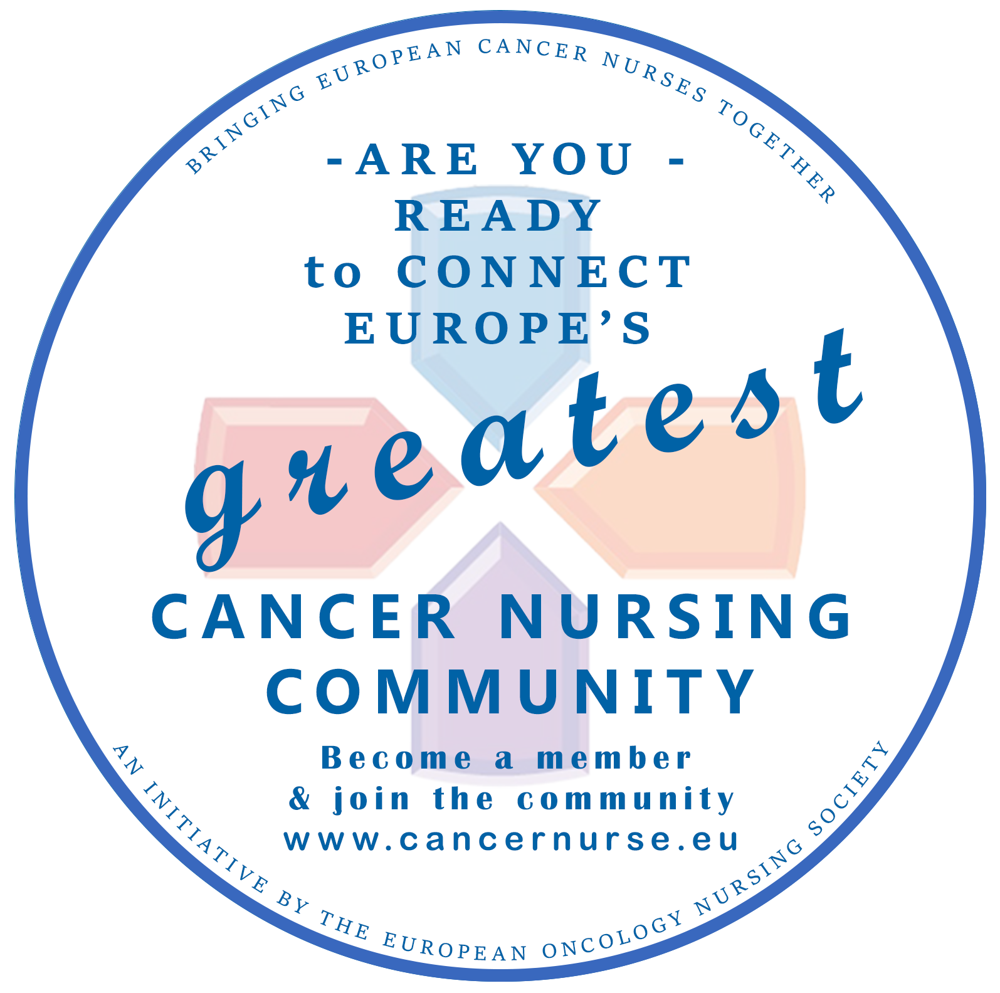 BRINGING EUROPEAN CANCER NURSES TOGETHER
-ARE YOU -
READY
to CONNECT
EUROPE’S
greatest
CANCER NURSING
COMMUNITY
Become a member
& join the community
www.cancernurse.eu
AN INITIATIVE BY THE EUROPEAN ONCOLOGY NURSING SOCIETY